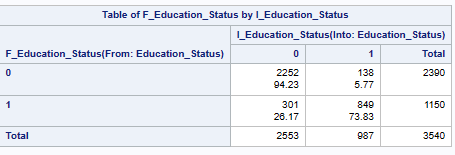 Table of F_Education_Status by I_Education_Status
I_Education_Status(Into: Education_Status)
F_Education_Status(From: Education_Status) 0 1 Total
0 2252 138 2390
94.23 5.77
1 301 849 1150
26.17 73.83
Total 2553 987 3540